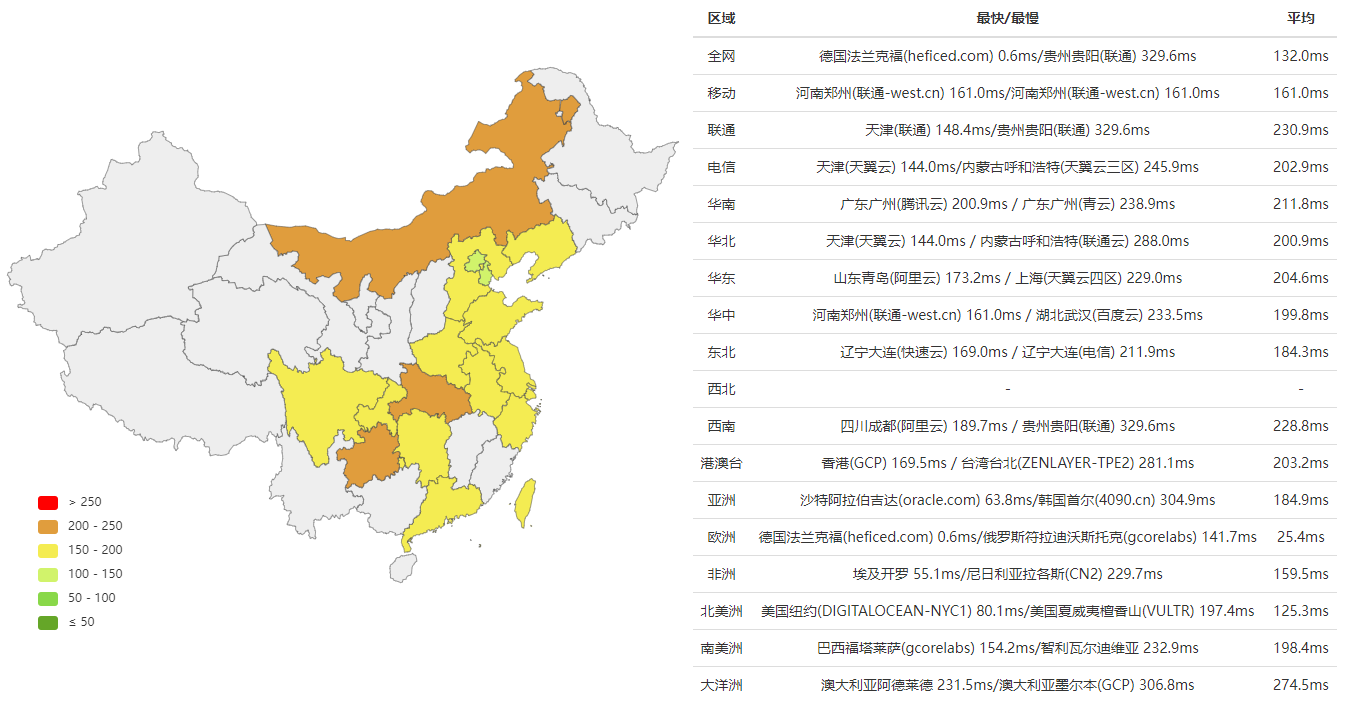 区域 最快/最慢 平均
全网 德国法兰克福(heficed.com) 0.6ms/贵州贵阳(联通) 329.6ms 132.0ms
移动 河南郑州(联通-west.cn) 161.0ms/河南郑州(联通-west.cn) 161.0ms 161.0ms
联通 天津(联通) 148.4ms/贵州贵阳(联通) 329.6ms 230.9ms
电信 天津(天翼云) 144.0ms/内蒙古呼和浩特(天翼云三区) 245.9ms 202.9ms
华南 广东广州(腾讯云) 200.9ms / 广东广州(青云) 238.9ms 211.8ms
华北 天津(天翼云) 144.0ms / 内蒙古呼和浩特(联通云) 288.0ms 200.9ms
华东 山东青岛(阿里云) 173.2ms / 上海(天翼云四区) 229.0ms 204.6ms
华中 河南郑州(联通-west.cn) 161.0ms / 湖北武汉(百度云) 233.5ms 199.8ms
东北 辽宁大连(快速云) 169.0ms / 辽宁大连(电信) 211.9ms 184.3ms
西北 - -
西南 四川成都(阿里云) 189.7ms / 贵州贵阳(联通) 329.6ms 228.8ms
港澳台 香港(GCP) 169.5ms / 台湾台北(ZENLAYER-TPE2) 281.1ms 203.2ms
亚洲 沙特阿拉伯吉达(oracle.com) 63.8ms/韩国首尔(4090.cn) 304.9ms 184.9ms
欧洲 德国法兰克福(heficed.com) 0.6ms/俄罗斯符拉迪沃斯托克(gcorelabs) 141.7ms 25.4ms
非洲 埃及开罗 55.1ms/尼日利亚拉各斯(CN2) 229.7ms 159.5ms
北美洲 美国纽约(DIGITALOCEAN-NYC1) 80.1ms/美国夏威夷檀香山(VULTR) 197.4ms 125.3ms
南美洲 巴西福塔莱萨(gcorelabs) 154.2ms/智利瓦尔迪维亚 232.9ms 198.4ms
大洋洲 澳大利亚阿德莱德 231.5ms/澳大利亚墨尔本(GCP) 306.8ms 274.5ms
> 250
200 - 250
150 - 200
100 - 150
50 - 100
≤ 50